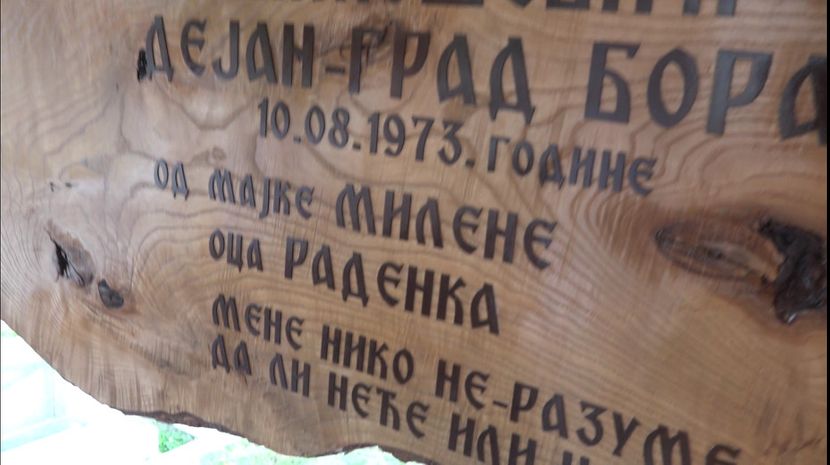 ДЕЈАН-ГРАД БОРА
10.08.1973. ГОДИНЕ
ОД МАЈКЕ МИЛЕНЕ
ОЦА РАДЕНКА
МЕНЕ НИКО НЕ-РАЗУМЕ
ДА ЛИ НЕЋЕ ИЛИ